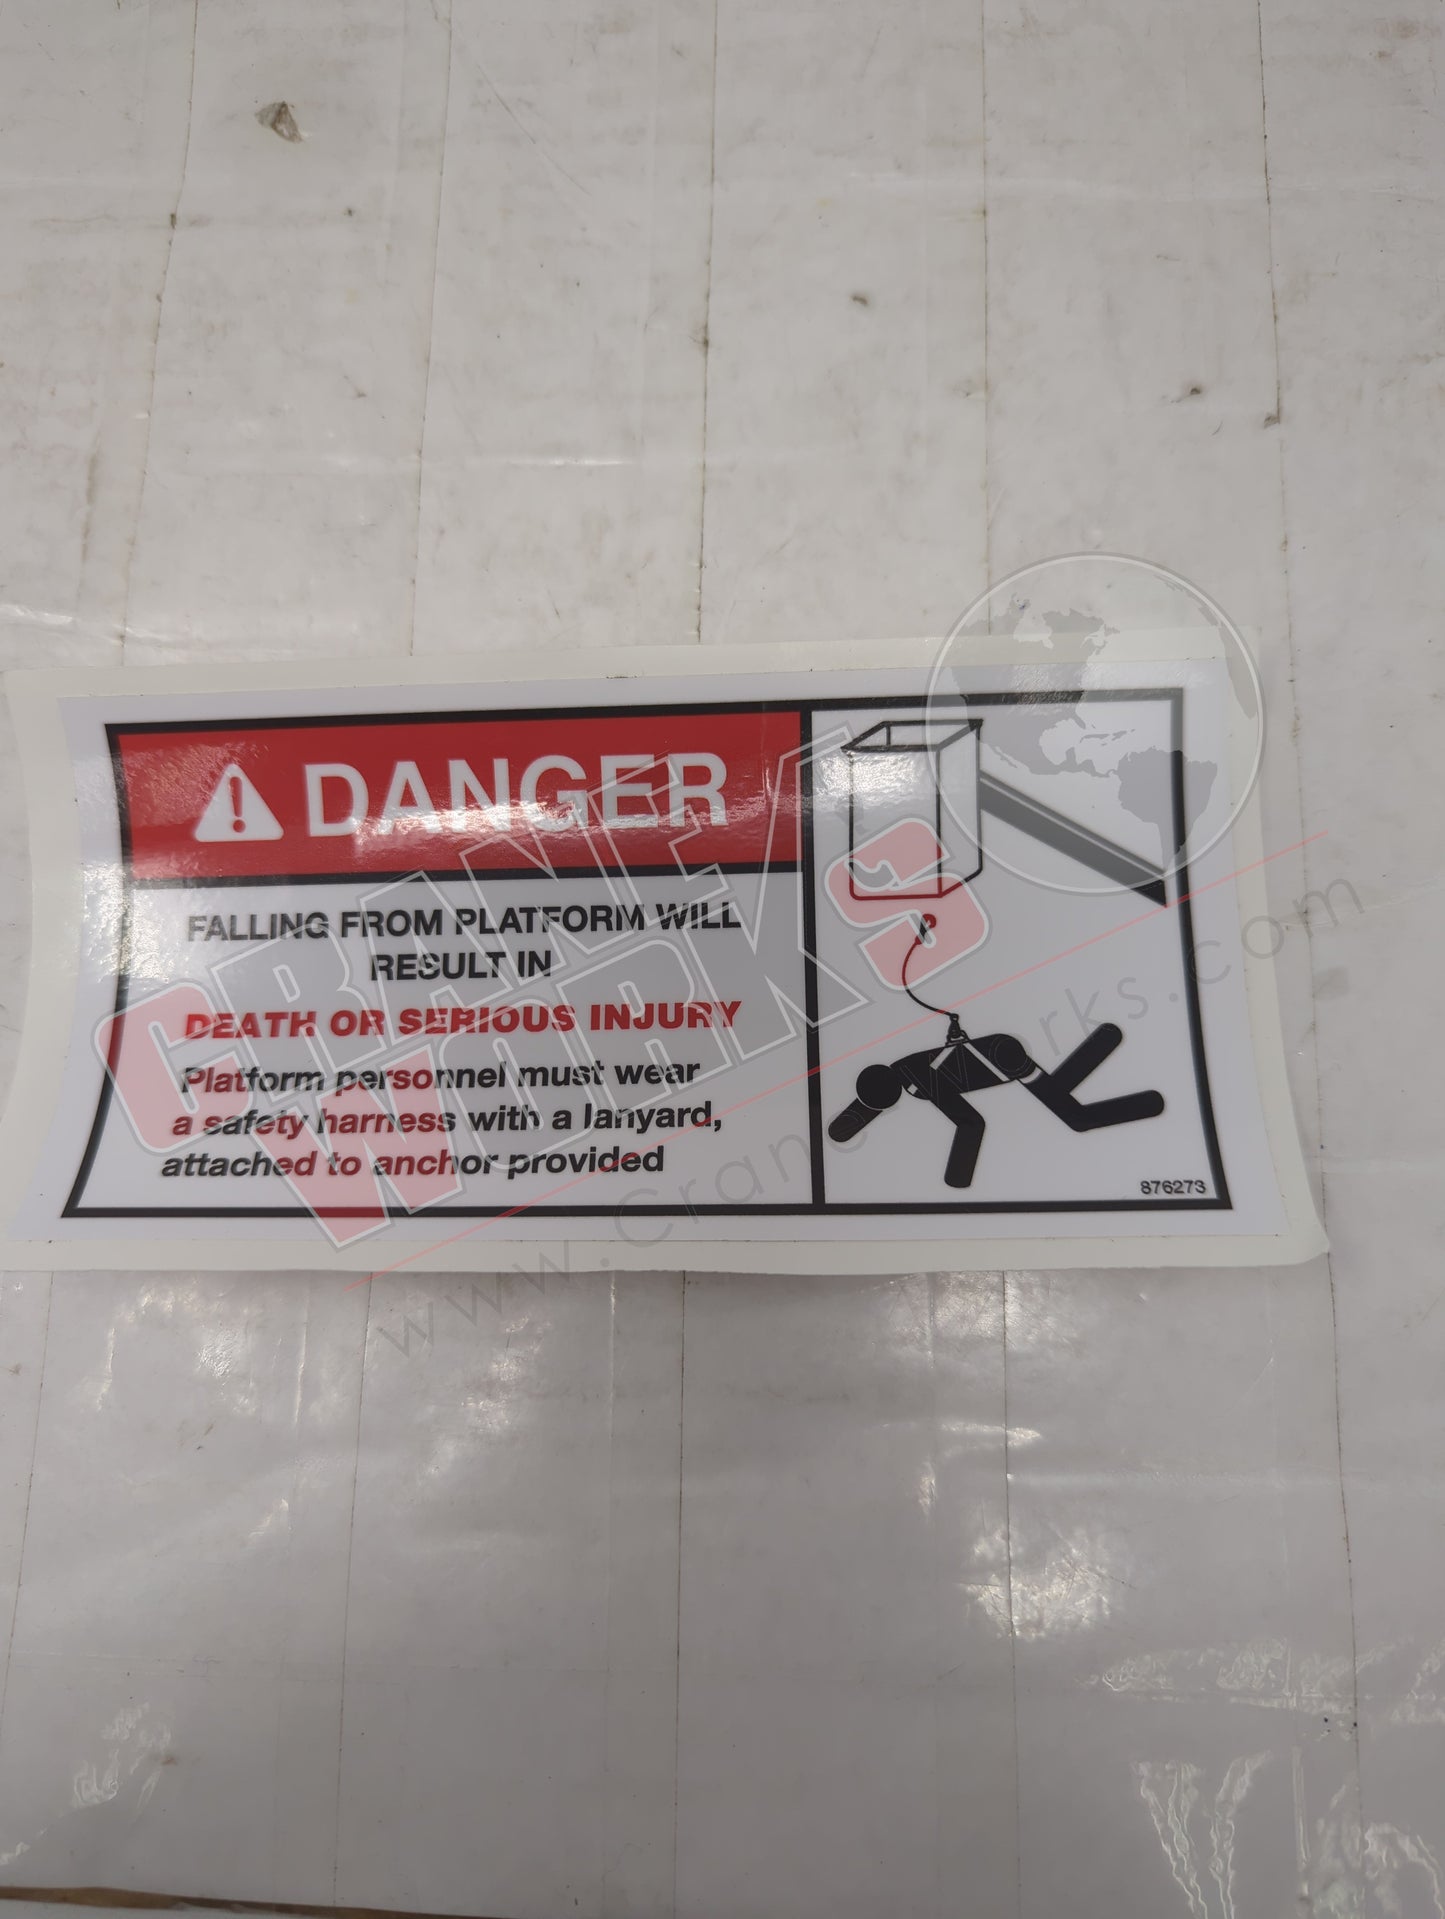 DANGER
FALLING FROM PLATFORM WILL
RESULT IN
DEATH OR SERIOUS INJURY
Platform personnel must wear
a safety harness with a lanyard,
attached to anchor provided
876273
CRANE
WORKS
www.craneworks.com